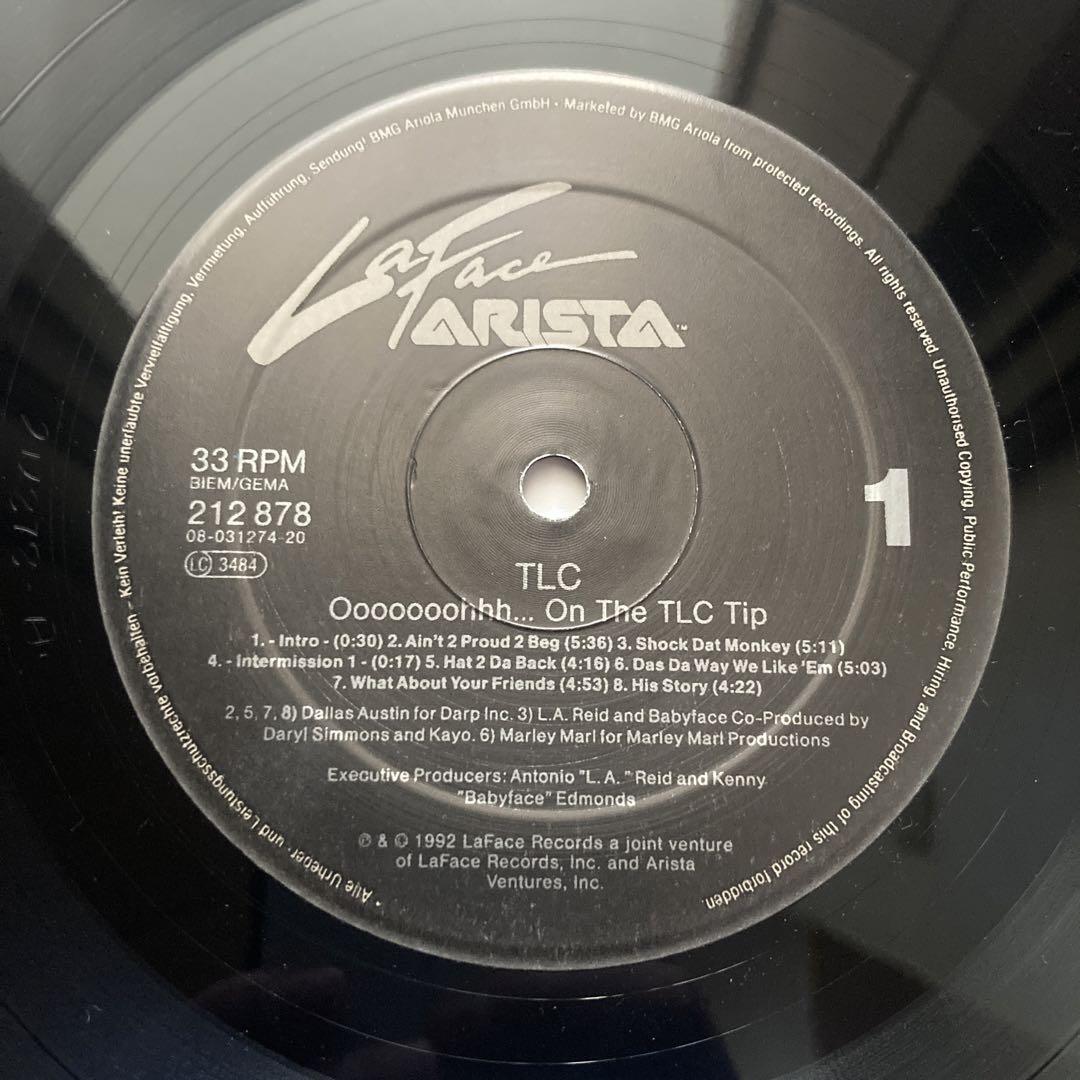 • Alle Urheber- und Leistungsschutzrechte vorbehalten - Kein Verleih! Keine unerlaubte Vervielfältigung, Vermietung, Aufführung, Sendung! BMG Ariola München GmbH • Marketed by BMG Ariola from protected recordings. All rights reserved. Unauthorised Copying, Public Performance, Hiring, and Broadcasting of this record forbidden.
LaFace
ARISTA™
33 RPM
BIEM/GEMA
212 878
08-031274-20
LC 3484
1
TLC
Ooooooohhh... On The TLC Tip
1. - Intro - (0:30) 2. Ain't 2 Proud 2 Beg (5:36) 3. Shock Dat Monkey (5:11)
4. - Intermission 1 - (0:17) 5. Hat 2 Da Back (4:16) 6. Das Da Way We Like 'Em (5:03)
7. What About Your Friends (4:53) 8. His Story (4:22)
2, 5, 7, 8) Dallas Austin for Darp Inc. 3) L.A. Reid and Babyface Co-Produced by
Daryl Simmons and Kayo. 6) Marley Marl for Marley Marl Productions
Executive Producers: Antonio "L.A." Reid and Kenny
"Babyface" Edmonds
℗ & © 1992 LaFace Records a joint venture
of LaFace Records, Inc. and Arista
Ventures, Inc.